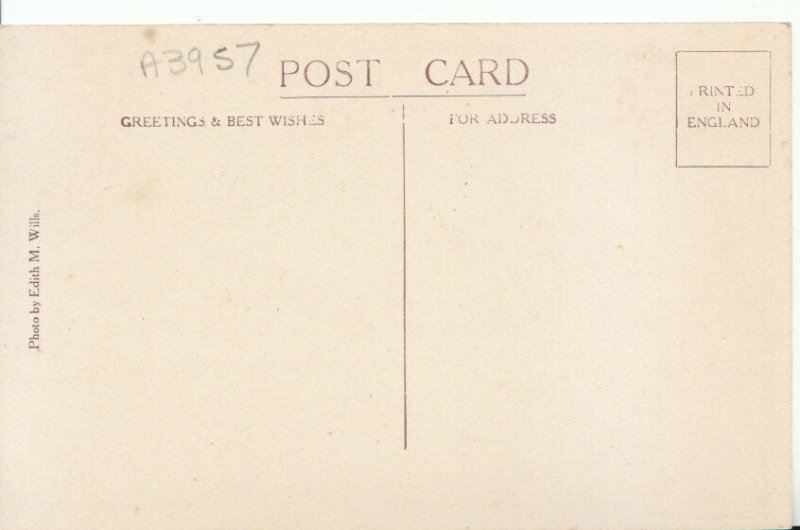 A3957
POST CARD
GREETINGS & BEST WISHES
FOR ADDRESS
PRINTED
IN
ENGLAND
Photo by Edith M. Wills.